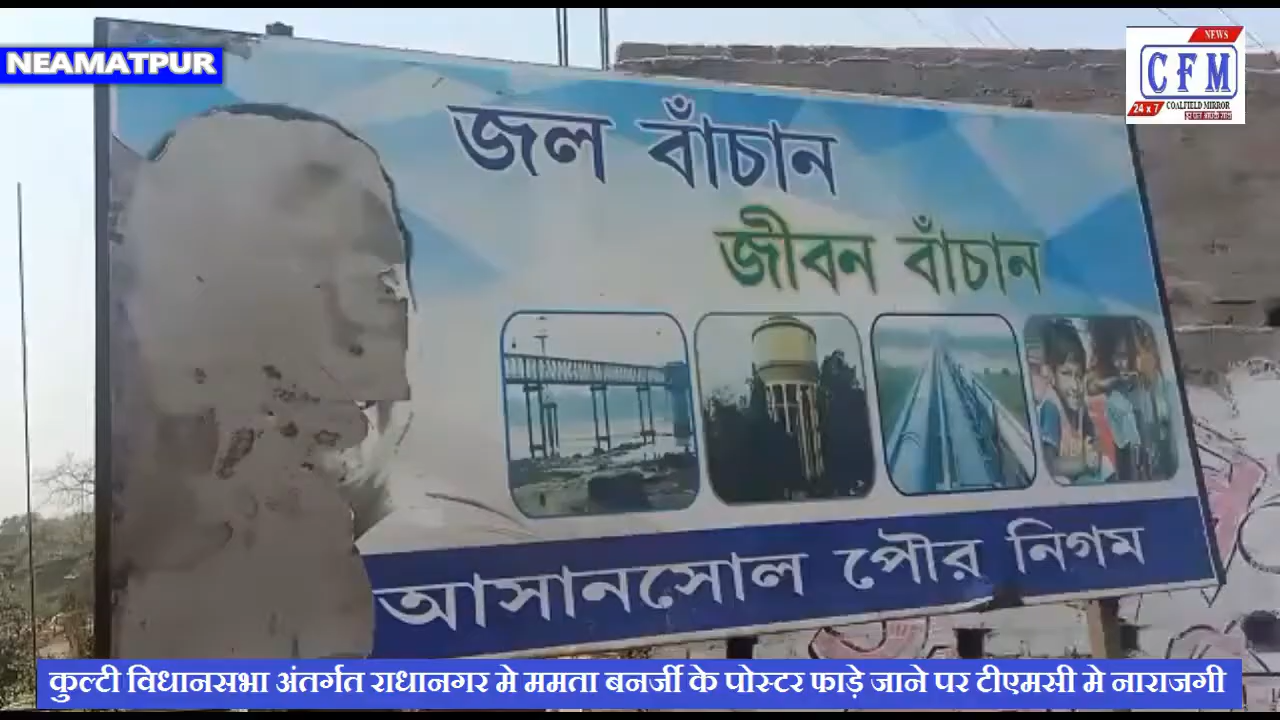 NEAMATPUR
NEWS
CFM
24 x 7 COALFIELD MIRROR
জল বাঁচান
জীবন বাঁচান
আসানসোল পৌর নিগম
कुल्टी विधानसभा अंतर्गत राधानगर मे ममता बनर्जी के पोस्टर फाड़े जाने पर टीएमसी मे नाराजगी